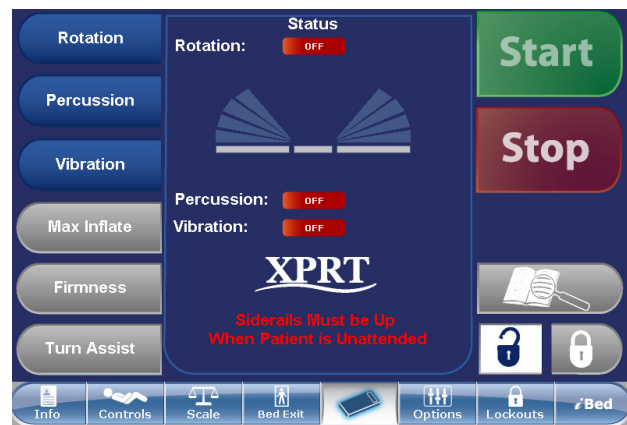 Rotation
Percussion
Vibration
Max Inflate
Firmness
Turn Assist
Status
Rotation: OFF
Percussion: OFF
Vibration: OFF
XPRT
Siderails Must be Up
When Patient is Unattended
Start
Stop
Info
Controls
Scale
Bed Exit
Options
Lockouts
iBed